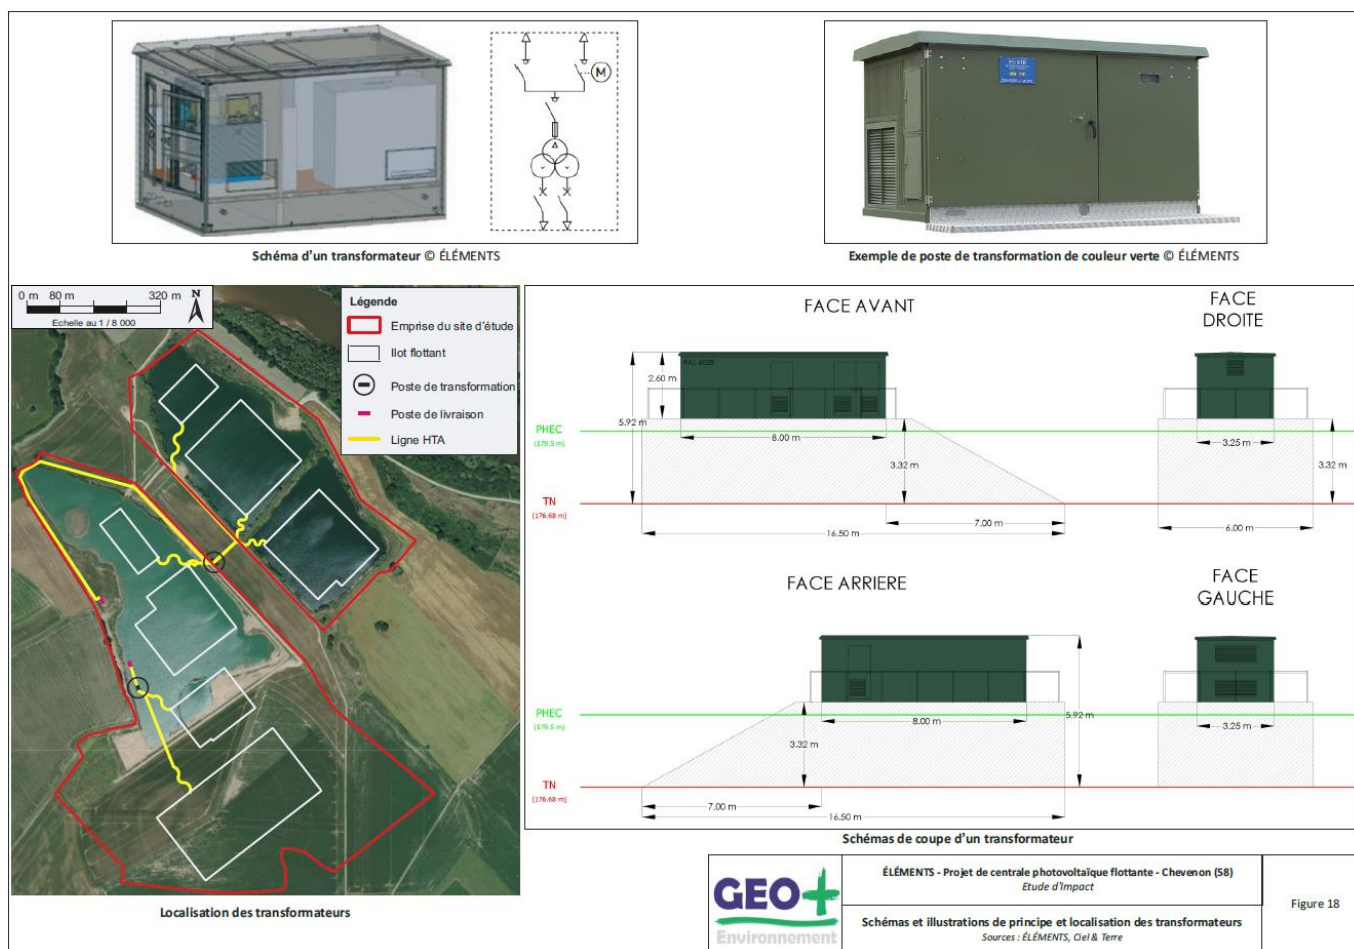 M
Schéma d'un transformateur © ÉLÉMENTS
Exemple de poste de transformation de couleur verte © ÉLÉMENTS
0 m 80 m 320 m N
Echelle au 1 / 8 000
Légende
Emprise du site d'étude
Ilot flottant
Poste de transformation
Poste de livraison
Ligne HTA
Localisation des transformateurs
FACE AVANT
FACE
DROITE
2.60 m
5.92 m
PHEC
(179.5 m)
8.00 m
3.32 m
3.25 m
3.32 m
TN
(176.68 m)
7.00 m
16.50 m
6.00 m
FACE ARRIERE
FACE
GAUCHE
PHEC
(179.5 m)
8.00 m
5.92 m
3.25 m
3.32 m
TN
(176.68 m)
7.00 m
16.50 m
Schémas de coupe d'un transformateur
GEO+
Environnement
ÉLÉMENTS - Projet de centrale photovoltaïque flottante - Chevenon (58)
Etude d'Impact
Schémas et illustrations de principe et localisation des transformateurs
Sources : ÉLÉMENTS, Ciel & Terre
Figure 18